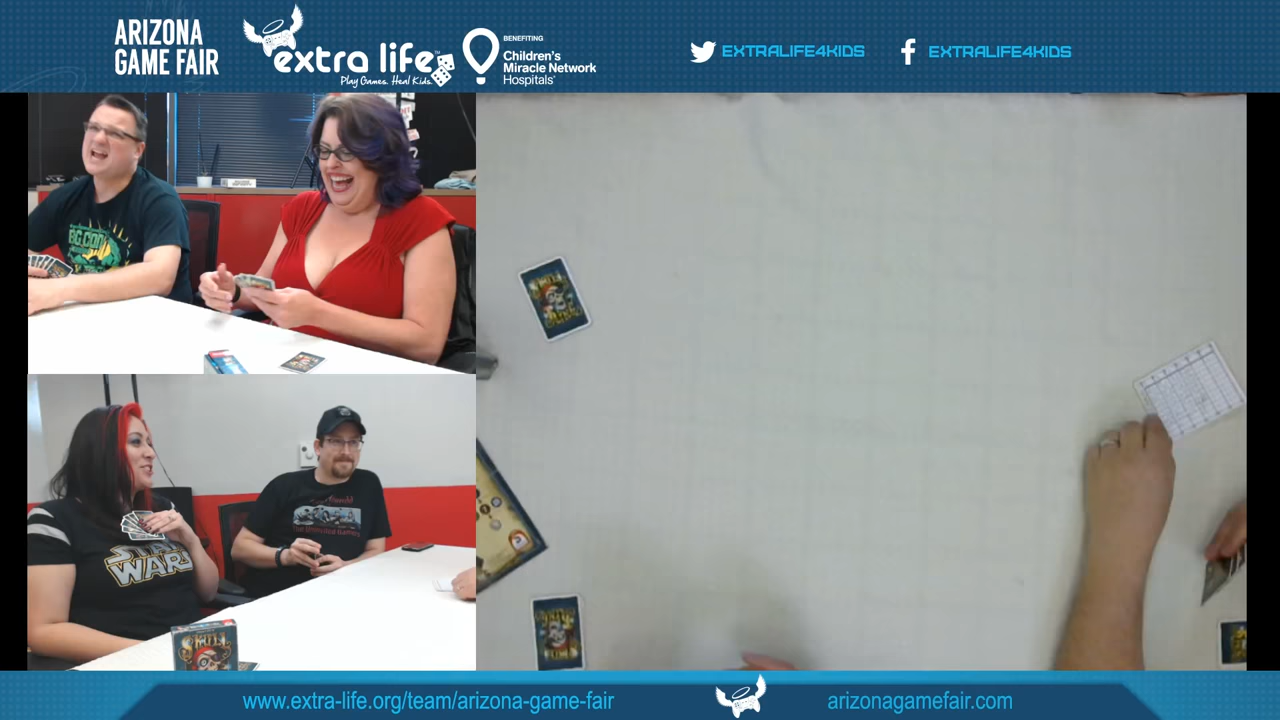 ARIZONA
GAME FAIR
extra life
Play Games. Heal Kids.
BENEFITING
Children's
Miracle Network
Hospitals
EXTRALIFE4KIDS
EXTRALIFE4KIDS
STAR
WARS
SKULL
www.extra-life.org/team/arizona-game-fair
arizonagamefair.com